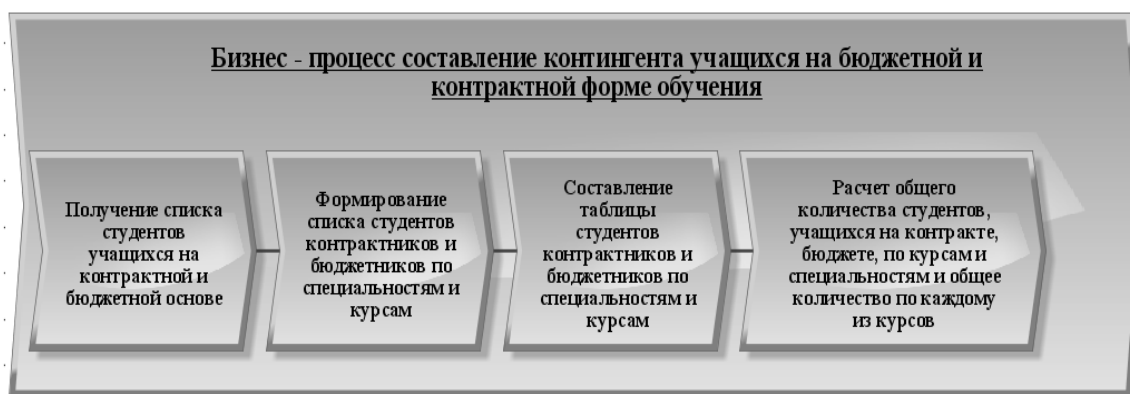 Бизнес - процесс составление контингента учащихся на бюджетной и
контрактной форме обучения
Получение списка
студентов
учащихся на
контрактной и
бюджетной основе
Формирование
списка студентов
контрактников и
бюджетников по
специальностям и
курсам
Составление
таблицы
студентов
контрактников и
бюджетников по
специальностям и
курсам
Расчет общего
количества студентов,
учащихся на контракте,
бюджете, по курсам и
специальностям и общее
количество по каждому
из курсов